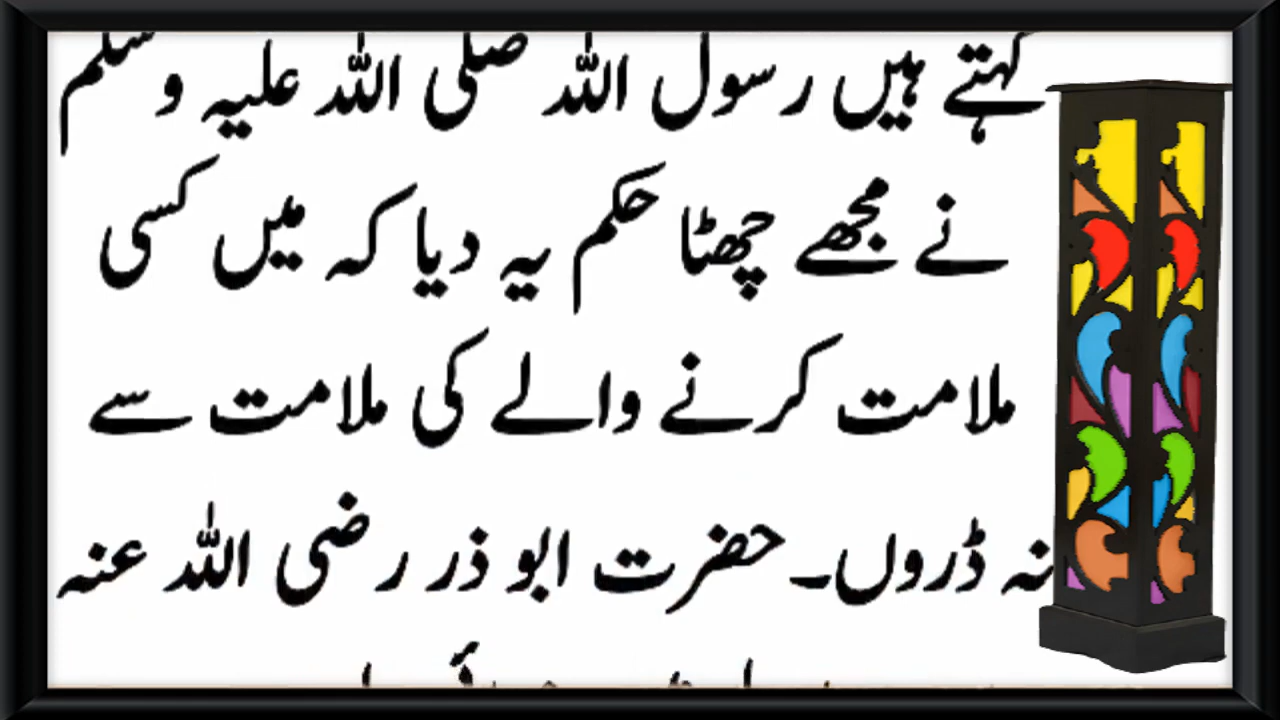 کہتے ہیں رسول اللہ صلی اللہ علیہ وسلم
نے مجھے چھٹا حکم یہ دیا کہ میں کسی
ملامت کرنے والے کی ملامت سے
نہ ڈروں۔ حضرت ابو ذر رضی اللہ عنہ